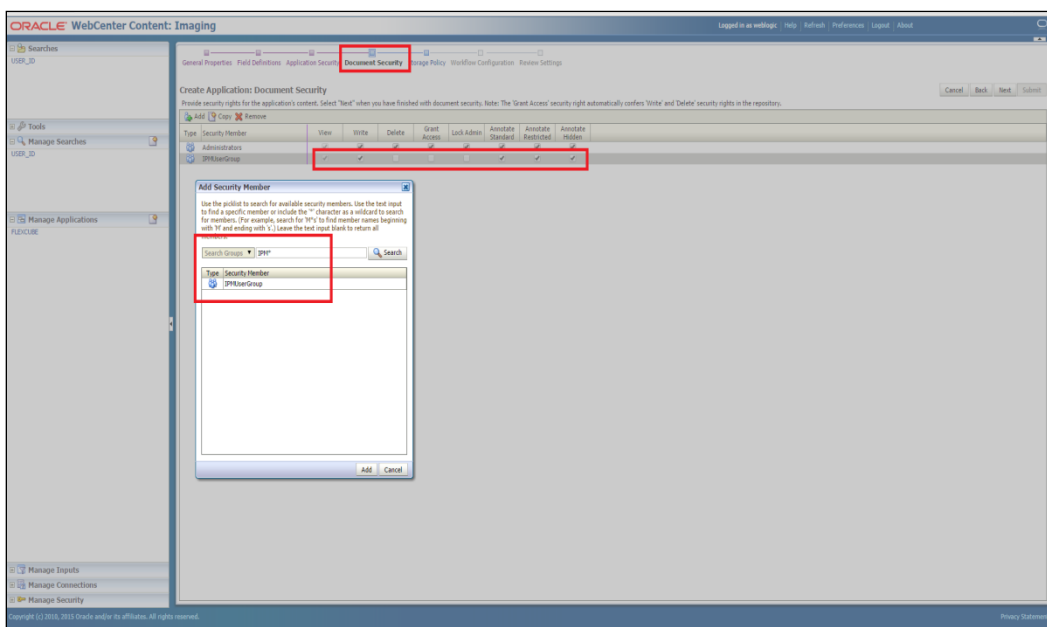 ORACLE WebCenter Content: Imaging
Logged in as weblogic Help Refresh Preferences Logout About
Searches
USER_ID
General Properties Field Definitions Application Security Document Security Storage Policy Workflow Configuration Review Settings
Create Application: Document Security
Cancel Back Next Submit
Provide security rights for the application's content. Select "Next" when you have finished with document security. Note: The 'Grant Access' security right automatically confers 'Write' and 'Delete' security rights in the repository.
Add Copy Remove
Type Security Member View Write Delete Grant Access Lock Admin Annotate Standard Annotate Restricted Annotate Hidden
Administrators
IPMUserGroup
Tools
Manage Searches
USER_ID
Manage Applications
FLEXCUBE
Add Security Member
Use the picklist to search for available security members. Use the text input
to find a specific member or include the '*' character as a wildcard to search
for members. (For example, search for 'M*s' to find member names beginning
with 'M' and ending with 's'.) Leave the text input blank to return all
members.
Search Groups IPM* Search
Type Security Member
IPMUserGroup
Add Cancel
Manage Inputs
Manage Connections
Manage Security
Copyright (c) 2010, 2015 Oracle and/or its affiliates. All rights reserved.
Privacy Statement